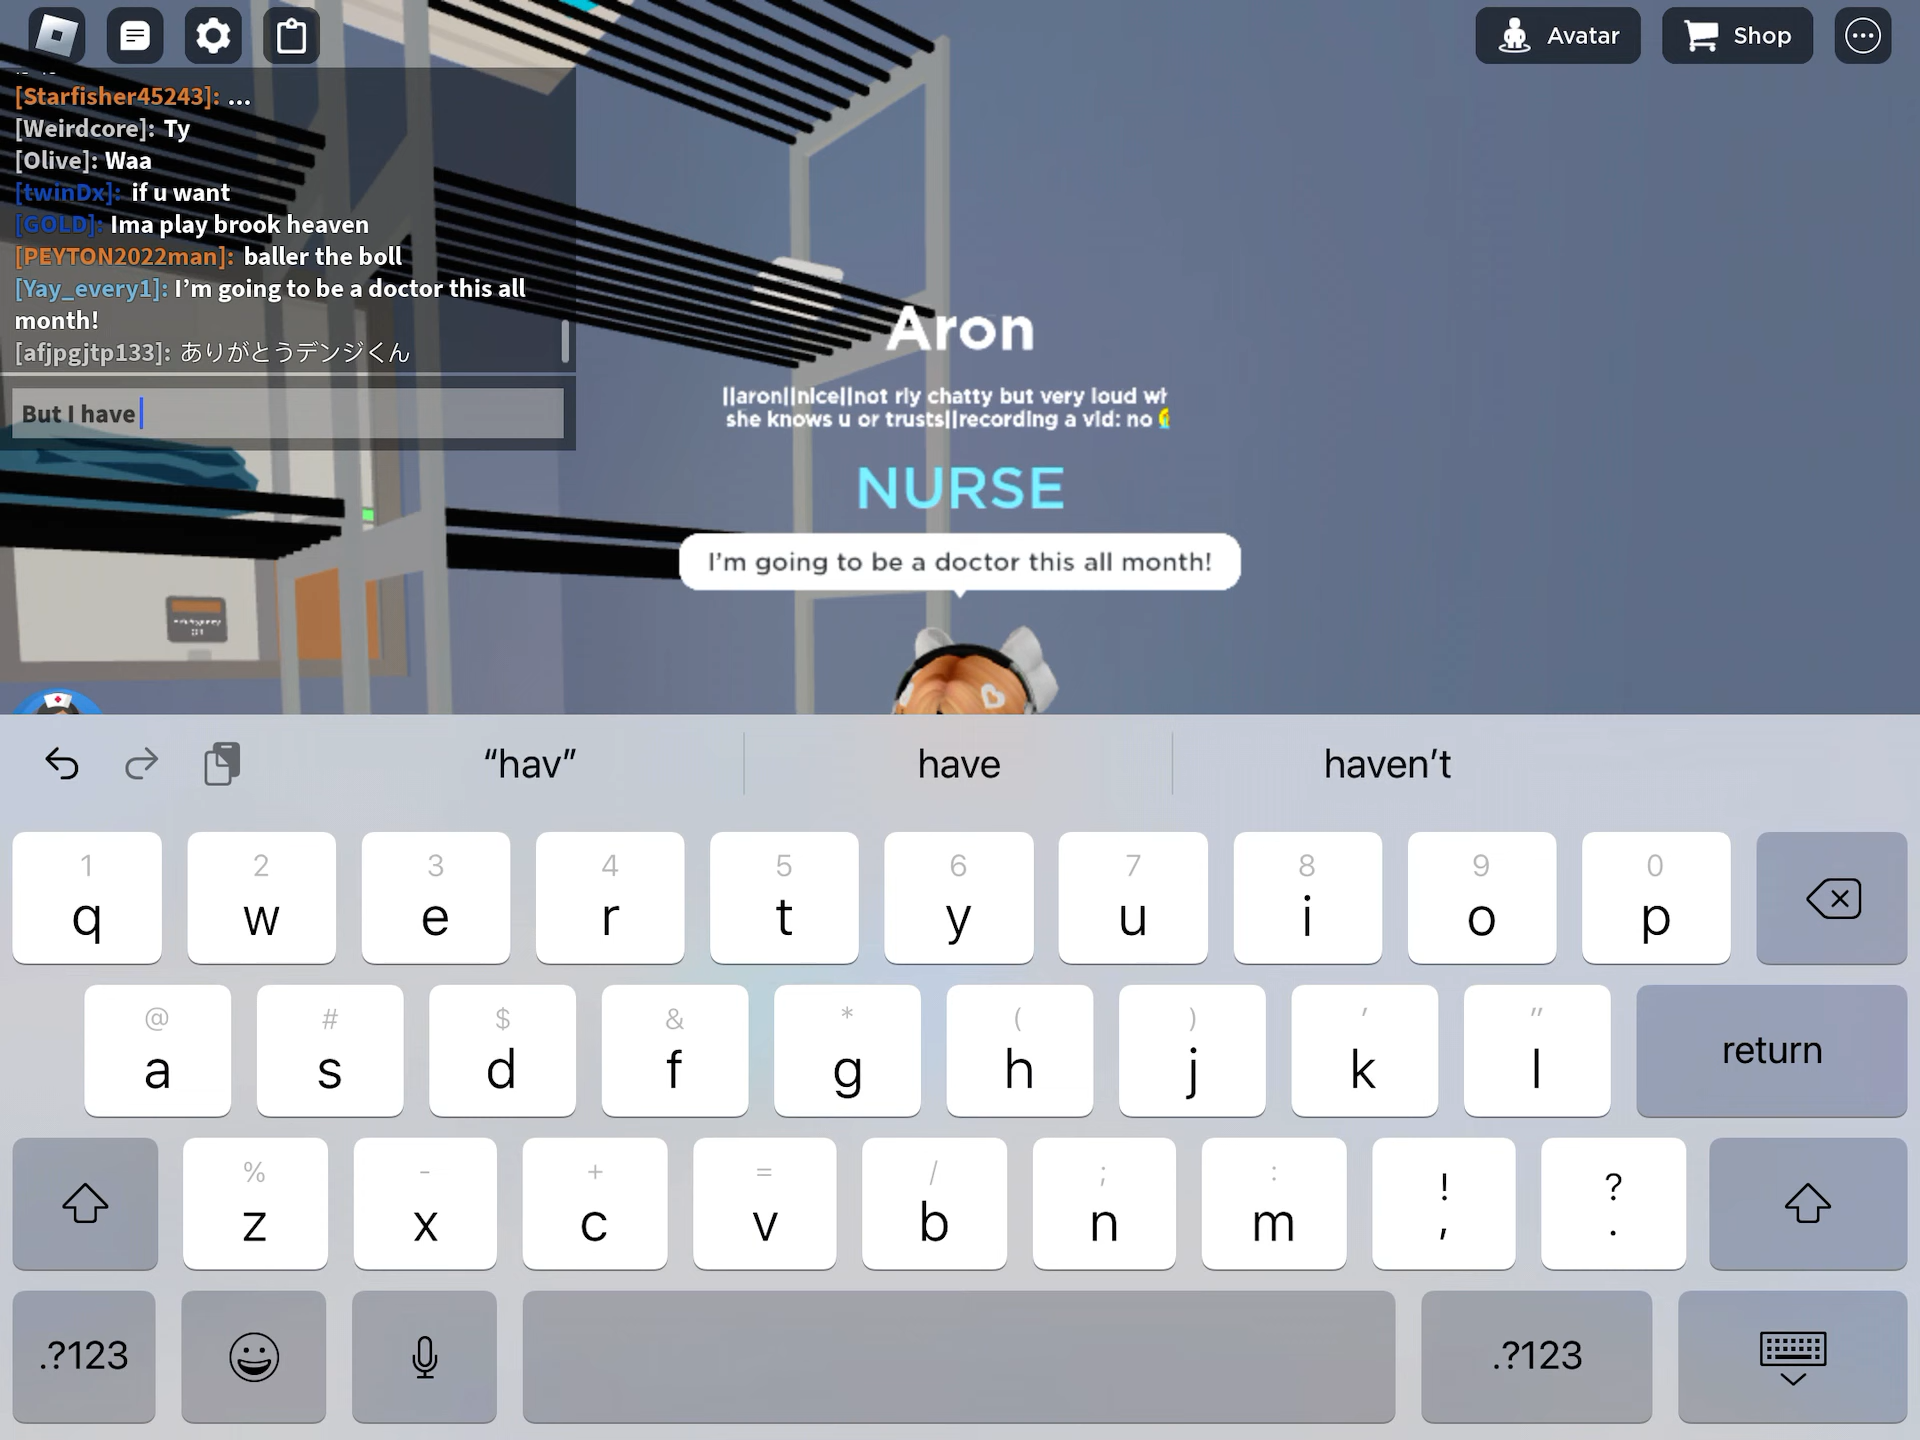 Avatar
Shop
[Starfisher45243]: ...
[Weirdcore]: Ty
[Olive]: Waa
[twinDx]: if u want
[GOLD]: Ima play brook heaven
[PEYTON2022man]: baller the boll
[Yay_every1]: I’m going to be a doctor this all
month!
[afjpgjtp133]: ありがとうデンジくん
But I have
Aron
||aron||nice||not rly chatty but very loud wh
she knows u or trusts||recording a vid: no
NURSE
I’m going to be a doctor this all month!
“hav”
have
haven’t
1 2 3 4 5 6 7 8 9 0
q w e r t y u i o p
@ # $ & * ( ) ′ ″
a s d f g h j k l
return
% - + = / ; : ! ?
z x c v b n m , .
.?123
.?123